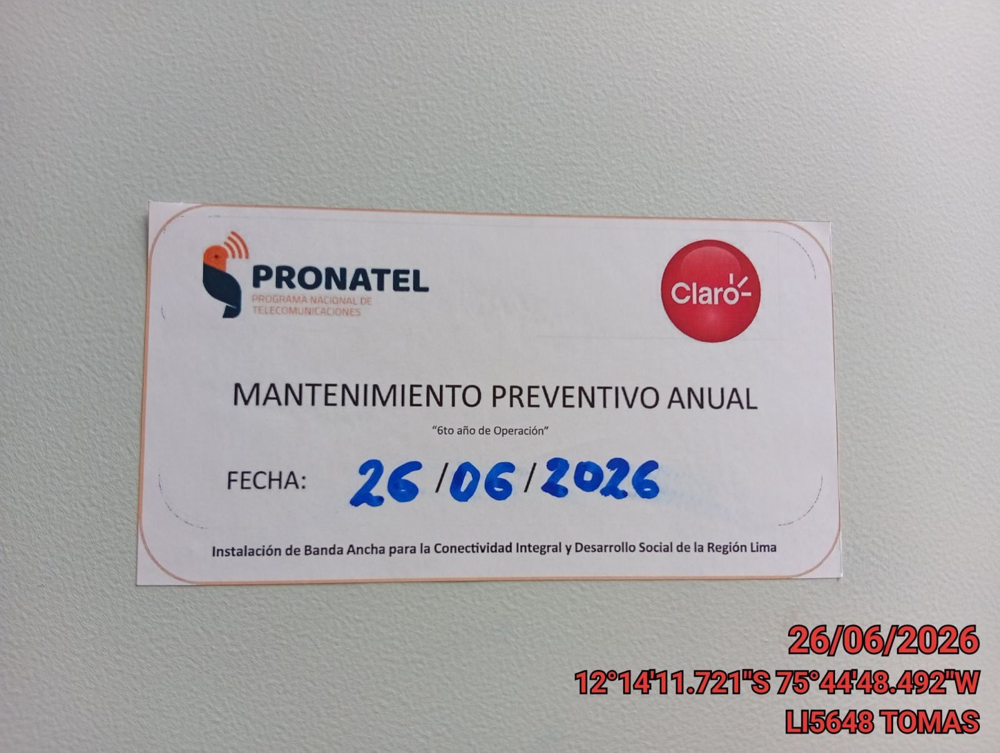 PRONATEL
PROGRAMA NACIONAL DE
TELECOMUNICACIONES
Claro
MANTENIMIENTO PREVENTIVO ANUAL
“6to año de Operación”
FECHA: 26/06/2026
Instalación de Banda Ancha para la Conectividad Integral y Desarrollo Social de la Región Lima
26/06/2026
12°14'11.721"S 75°44'48.492"W
LI5648 TOMAS